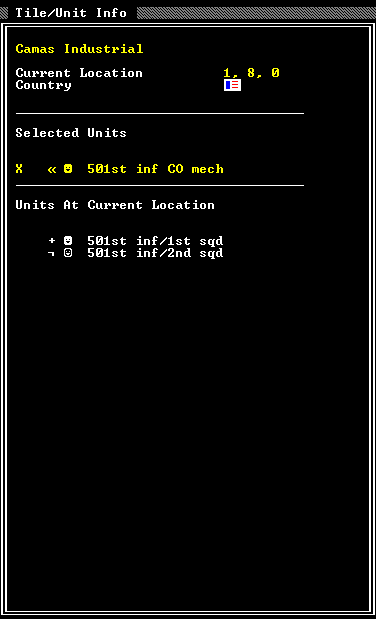 Tile/Unit Info
Camas Industrial
Current Location 1, 8, 0
Country
Selected Units
X « ☻ 501st inf CO mech
Units At Current Location
+ ☺ 501st inf/1st sqd
¬ ☺ 501st inf/2nd sqd